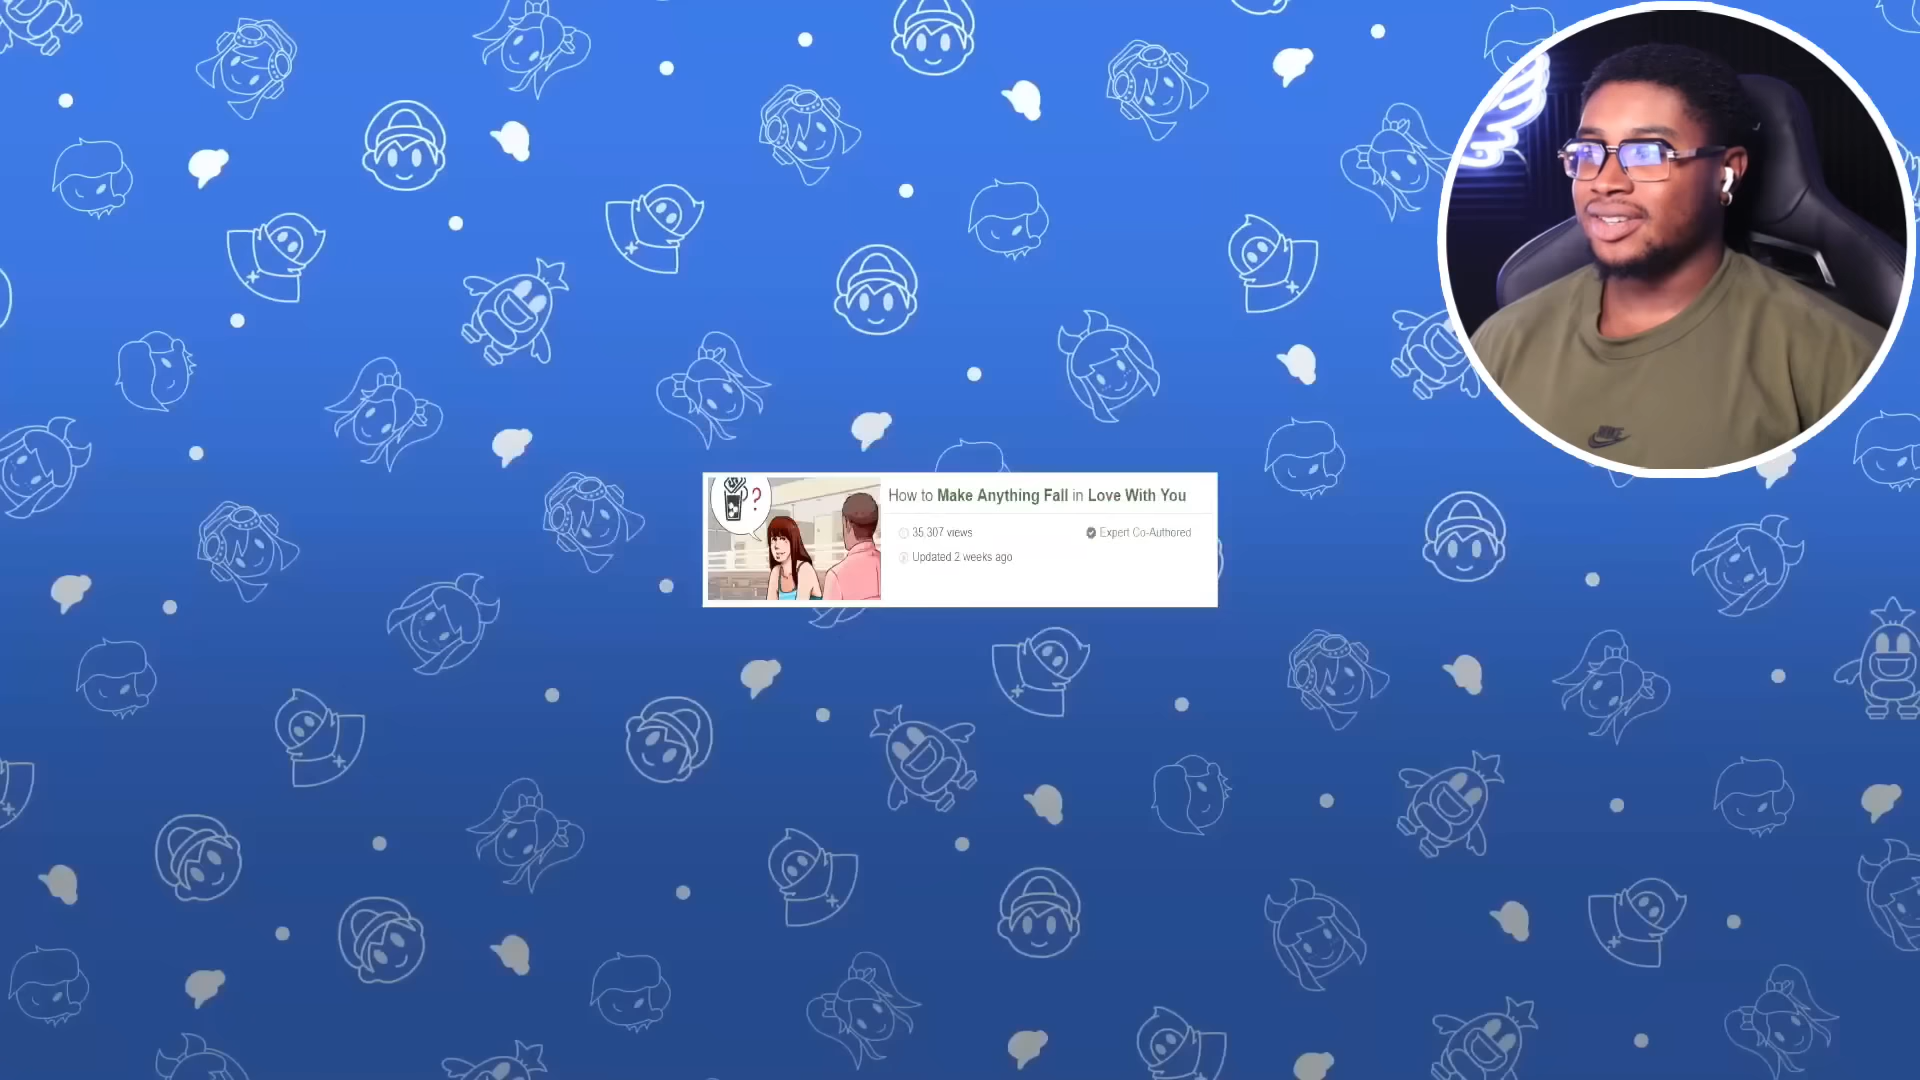 How to Make Anything Fall in Love With You
?
35,307 views
Expert Co-Authored
Updated 2 weeks ago
NIKE